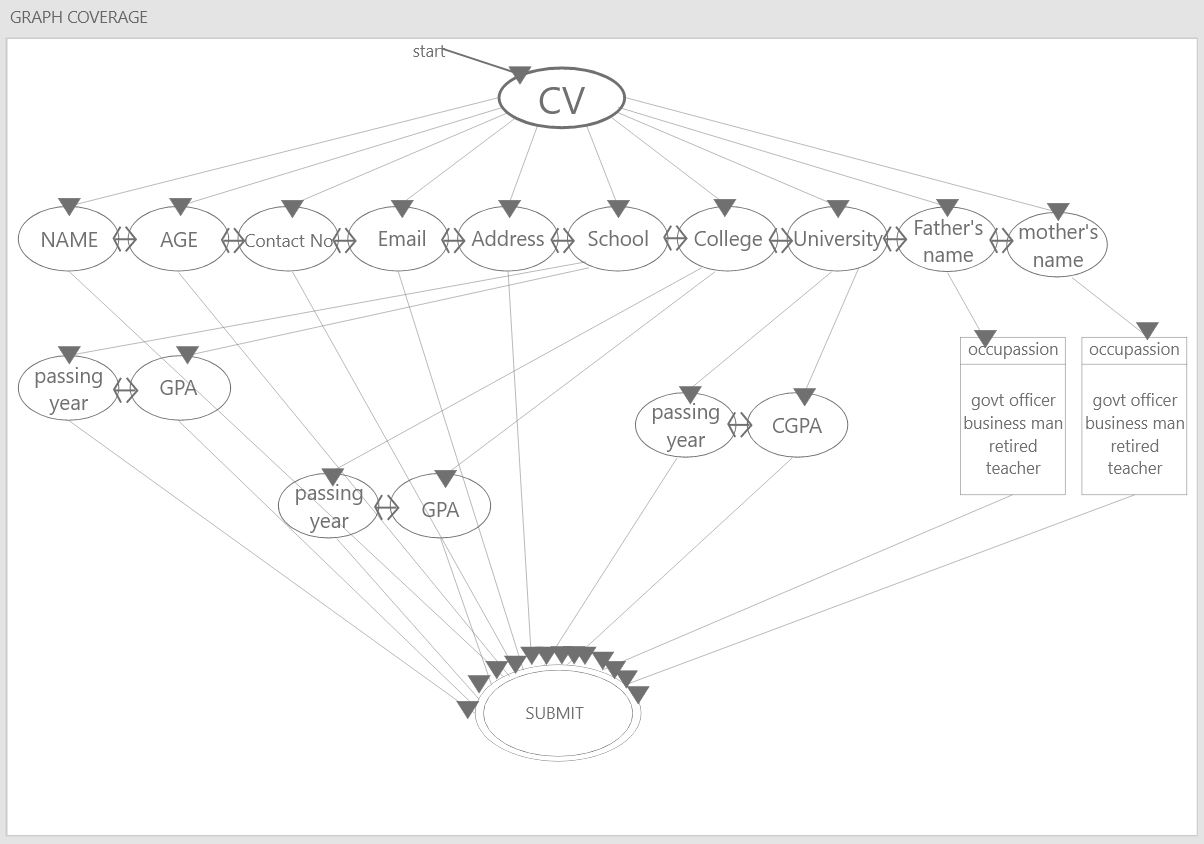 GRAPH COVERAGE
start
CV
NAME
AGE
Contact No
Email
Address
School
College
University
Father's
name
mother's
name
passing
year
GPA
passing
year
GPA
passing
year
CGPA
occupassion
govt officer
business man
retired
teacher
occupassion
govt officer
business man
retired
teacher
SUBMIT